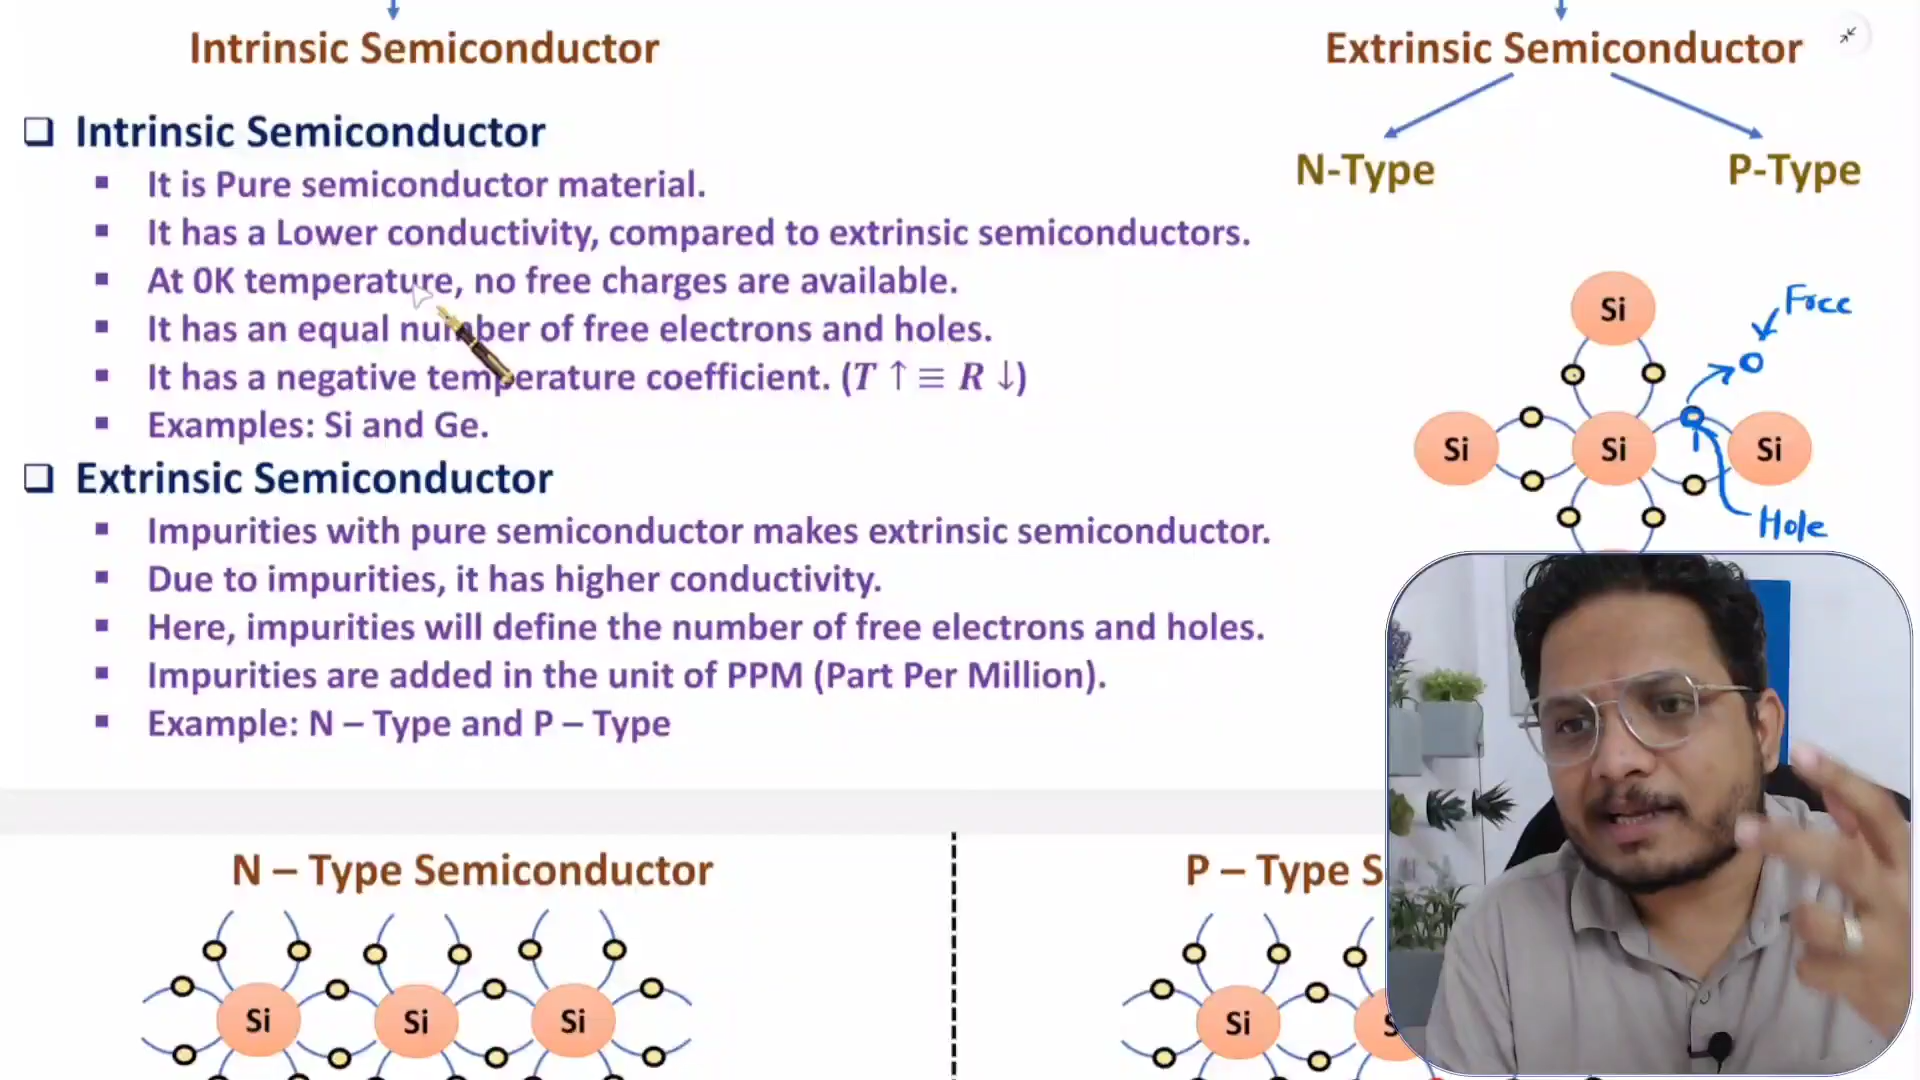 Intrinsic Semiconductor
Extrinsic Semiconductor
N-Type
P-Type
❑ Intrinsic Semiconductor
▪ It is Pure semiconductor material.
▪ It has a Lower conductivity, compared to extrinsic semiconductors.
▪ At 0K temperature, no free charges are available.
▪ It has an equal number of free electrons and holes.
▪ It has a negative temperature coefficient. (T ↑ ≡ R ↓)
▪ Examples: Si and Ge.
❑ Extrinsic Semiconductor
▪ Impurities with pure semiconductor makes extrinsic semiconductor.
▪ Due to impurities, it has higher conductivity.
▪ Here, impurities will define the number of free electrons and holes.
▪ Impurities are added in the unit of PPM (Part Per Million).
▪ Example: N – Type and P – Type
Si
Free
Si Si Si
Hole
N – Type Semiconductor
P – Type S
Si Si Si
Si S